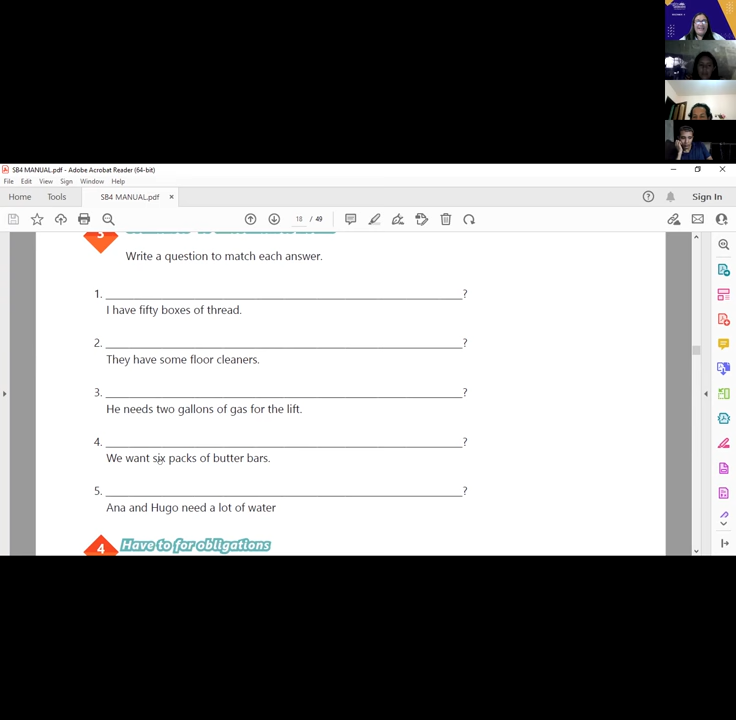 SB4 MANUAL.pdf - Adobe Acrobat Reader (64-bit)
File Edit View Sign Window Help
Home Tools SB4 MANUAL.pdf × Sign In
18 / 49
3
Write a question to match each answer.
1. ?
I have fifty boxes of thread.
2. ?
They have some floor cleaners.
3. ?
He needs two gallons of gas for the lift.
4. ?
We want six packs of butter bars.
5. ?
Ana and Hugo need a lot of water
4 Have to for obligations